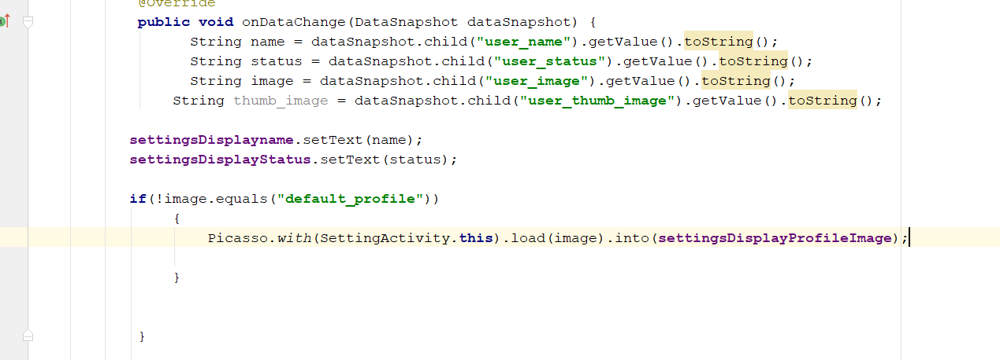 @Override
public void onDataChange(DataSnapshot dataSnapshot) {
String name = dataSnapshot.child("user_name").getValue().toString();
String status = dataSnapshot.child("user_status").getValue().toString();
String image = dataSnapshot.child("user_image").getValue().toString();
String thumb_image = dataSnapshot.child("user_thumb_image").getValue().toString();
settingsDisplayname.setText(name);
settingsDisplayStatus.setText(status);
if(!image.equals("default_profile"))
{
Picasso.with(SettingActivity.this).load(image).into(settingsDisplayProfileImage);
}
}